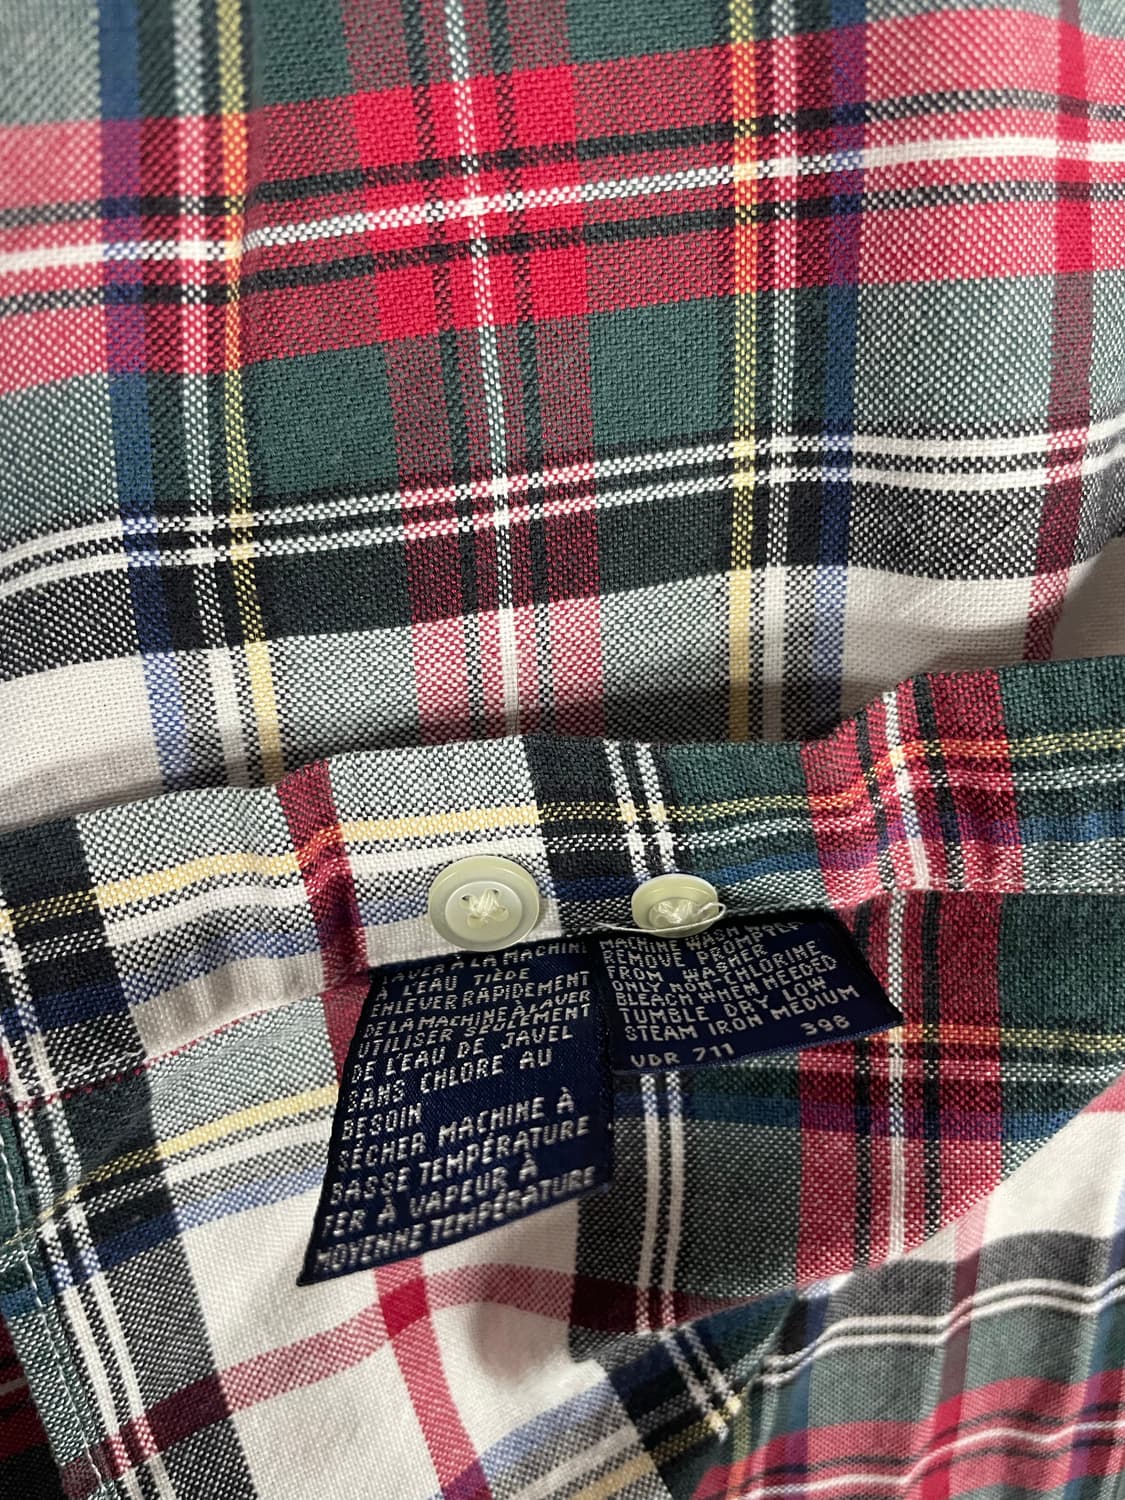 LAVER À LA MACHINE
À L'EAU TIÈDE
ENLEVER RAPIDEMENT
DE LA MACHINE À LAVER
UTILISER SEULEMENT
DE L'EAU DE JAVEL
SANS CHLORE AU
BESOIN
SÉCHER MACHINE À
BASSE TEMPÉRATURE
FER À VAPEUR À
MOYENNE TEMPÉRATURE
MACHINE WASH
REMOVE PROMPTLY
FROM WASHER
ONLY NON-CHLORINE
BLEACH WHEN NEEDED
TUMBLE DRY LOW
STEAM IRON MEDIUM
398
VDR 711